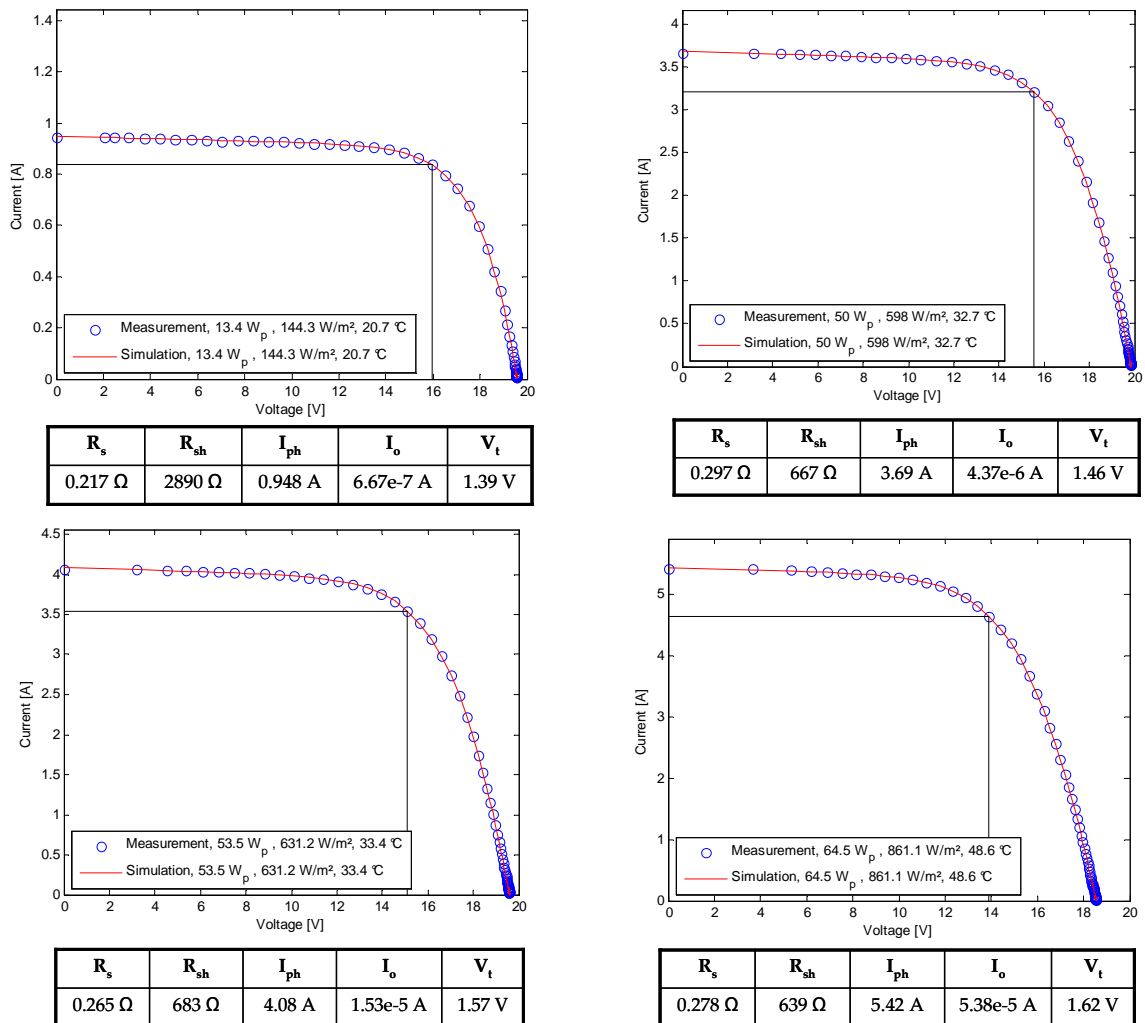 1.4
1.2
1
0.8
0.6
0.4
0.2
0
Current [A]
Measurement, 13.4 Wp , 144.3 W/m², 20.7 °C
Simulation, 13.4 Wp , 144.3 W/m², 20.7 °C
0 2 4 6 8 10 12 14 16 18 20
Voltage [V]
Rs Rsh Iph Io Vt
0.217 Ω 2890 Ω 0.948 A 6.67e-7 A 1.39 V
4
3.5
3
2.5
2
1.5
1
0.5
0
Current [A]
Measurement, 50 Wp , 598 W/m², 32.7 °C
Simulation, 50 Wp , 598 W/m², 32.7 °C
0 2 4 6 8 10 12 14 16 18 20
Voltage [V]
Rs Rsh Iph Io Vt
0.297 Ω 667 Ω 3.69 A 4.37e-6 A 1.46 V
4.5
4
3.5
3
2.5
2
1.5
1
0.5
0
Current [A]
Measurement, 53.5 Wp , 631.2 W/m², 33.4 °C
Simulation, 53.5 Wp , 631.2 W/m², 33.4 °C
0 2 4 6 8 10 12 14 16 18 20
Voltage [V]
Rs Rsh Iph Io Vt
0.265 Ω 683 Ω 4.08 A 1.53e-5 A 1.57 V
5
4
3
2
1
0
Current [A]
Measurement, 64.5 Wp , 861.1 W/m², 48.6 °C
Simulation, 64.5 Wp , 861.1 W/m², 48.6 °C
0 2 4 6 8 10 12 14 16 18 20
Voltage [V]
Rs Rsh Iph Io Vt
0.278 Ω 639 Ω 5.42 A 5.38e-5 A 1.62 V